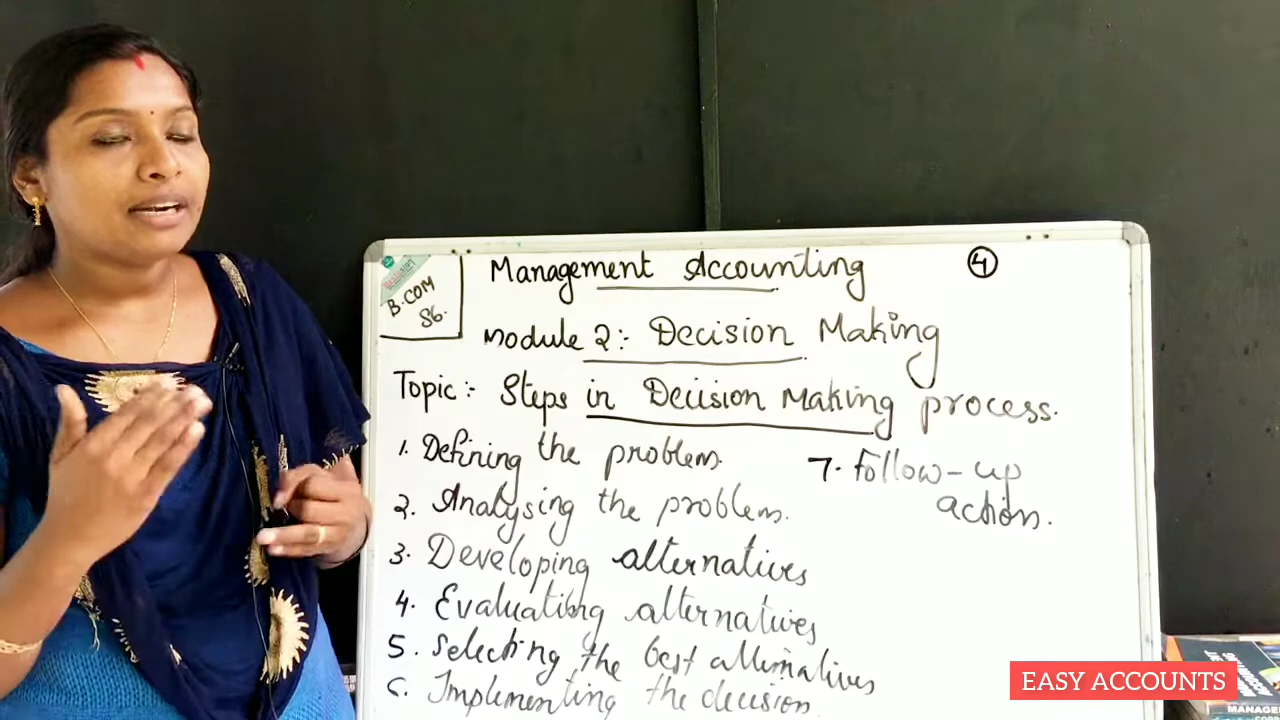 B.COM
S6.
Management Accounting
4
Module 2:- Decision Making
Topic:- Steps in Decision Making process.
1. Defining the problem.
2. Analysing the problem.
3. Developing alternatives
4. Evaluating alternatives
5. Selecting the best alternatives
6. Implementing the decision.
7. Follow-up
action.
EASY ACCOUNTS